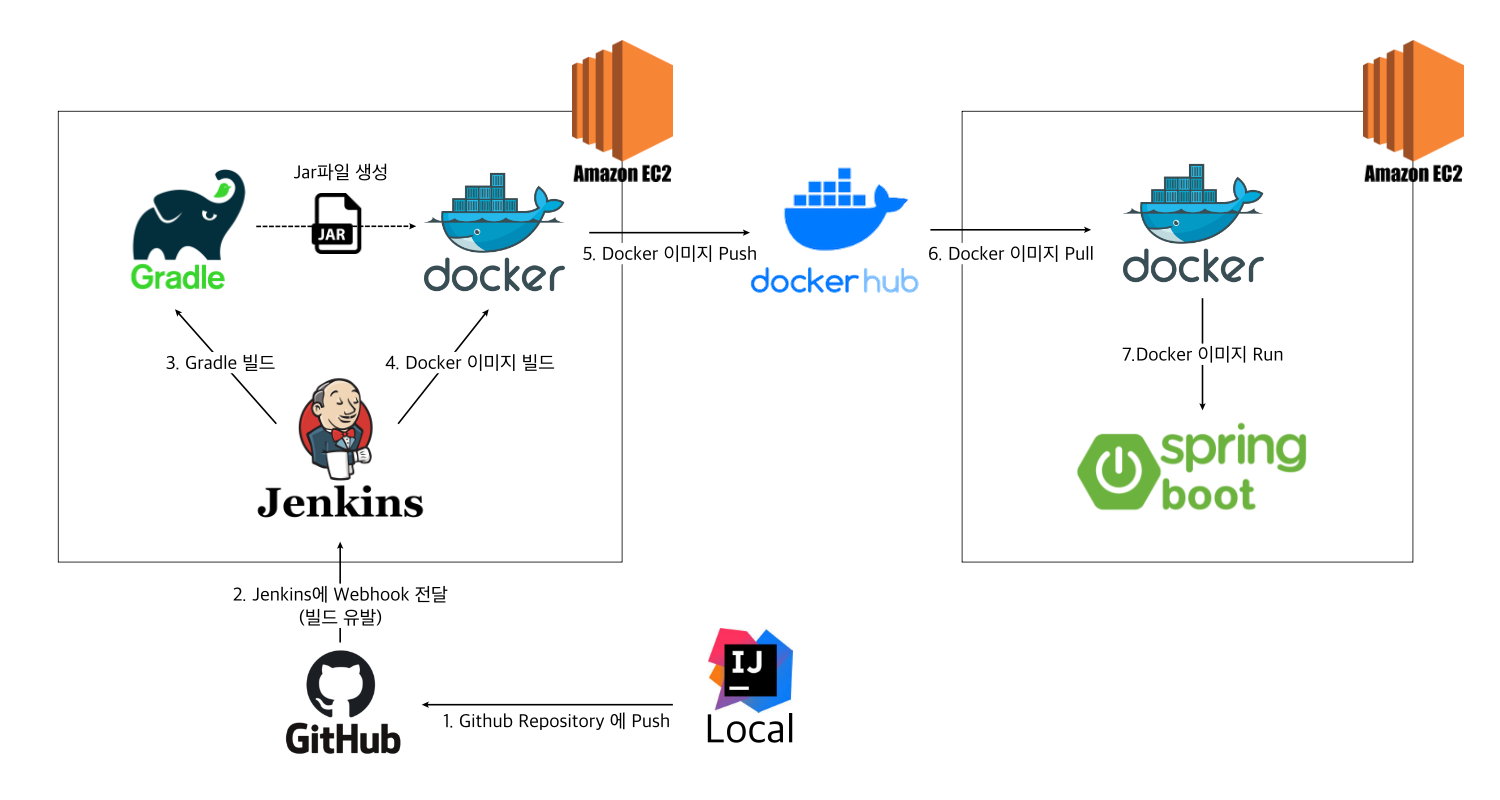 Amazon EC2
Amazon EC2
Jar파일 생성
JAR
Gradle
docker
5. Docker 이미지 Push
docker hub
6. Docker 이미지 Pull
docker
3. Gradle 빌드
4. Docker 이미지 빌드
7.Docker 이미지 Run
Jenkins
spring
boot
2. Jenkins에 Webhook 전달
(빌드 유발)
IJ
GitHub
1. Github Repository 에 Push
Local